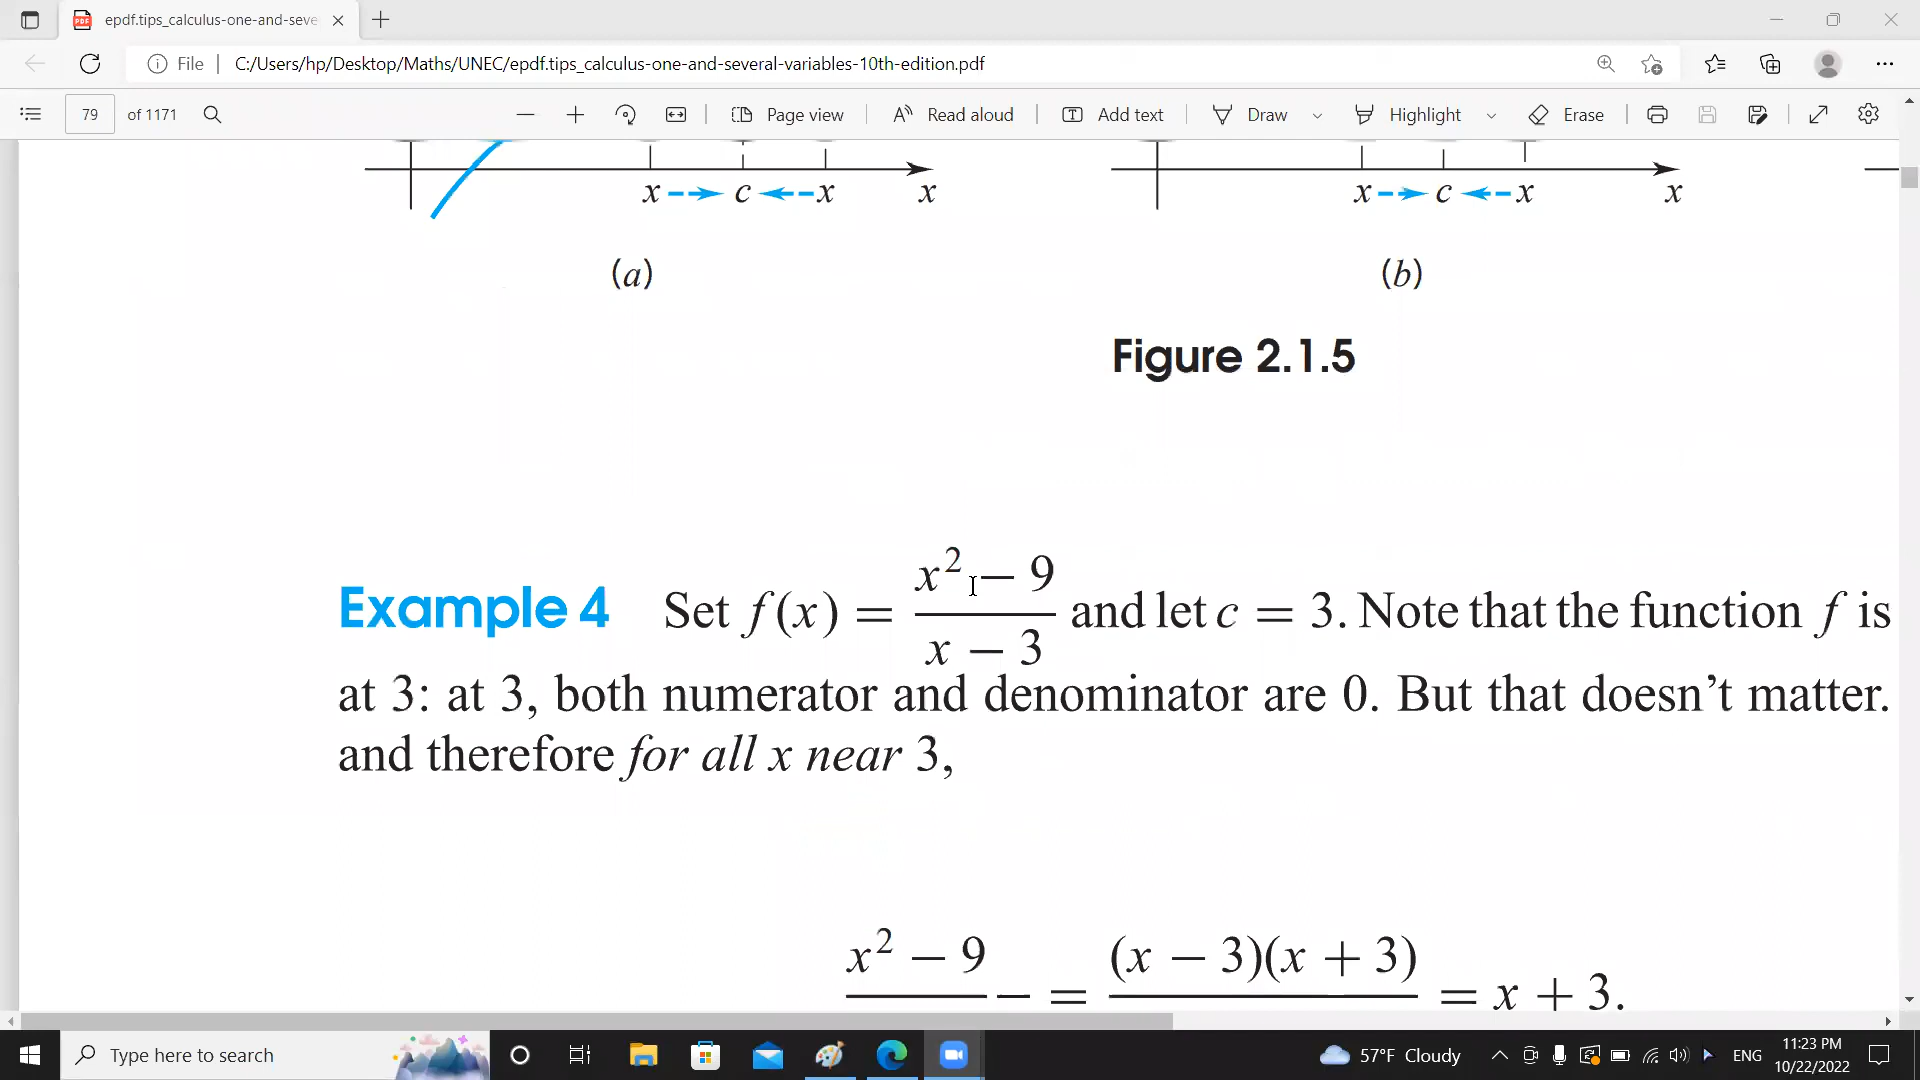 epdf.tips_calculus-one-and-seve
File
C:/Users/hp/Desktop/Maths/UNEC/epdf.tips_calculus-one-and-several-variables-10th-edition.pdf
79 of 1171
Page view
Read aloud
Add text
Draw
Highlight
Erase
x c x x
x c x x
(a)
(b)
Figure 2.1.5
Example 4 Set f(x) = (x² − 9)/(x − 3) and let c = 3. Note that the function f is
at 3: at 3, both numerator and denominator are 0. But that doesn’t matter.
and therefore for all x near 3,
x² − 9 = (x − 3)(x + 3) = x + 3.
Type here to search
57°F Cloudy
ENG
11:23 PM
10/22/2022